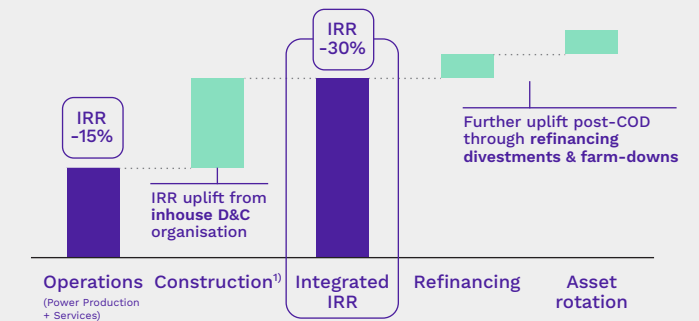 IRR
-30%
IRR
-15%
Further uplift post-COD
through refinancing
divestments & farm-downs
IRR uplift from
inhouse D&C
organisation
Operations
(Power Production
+ Services)
Construction1)
Integrated
IRR
Refinancing
Asset
rotation